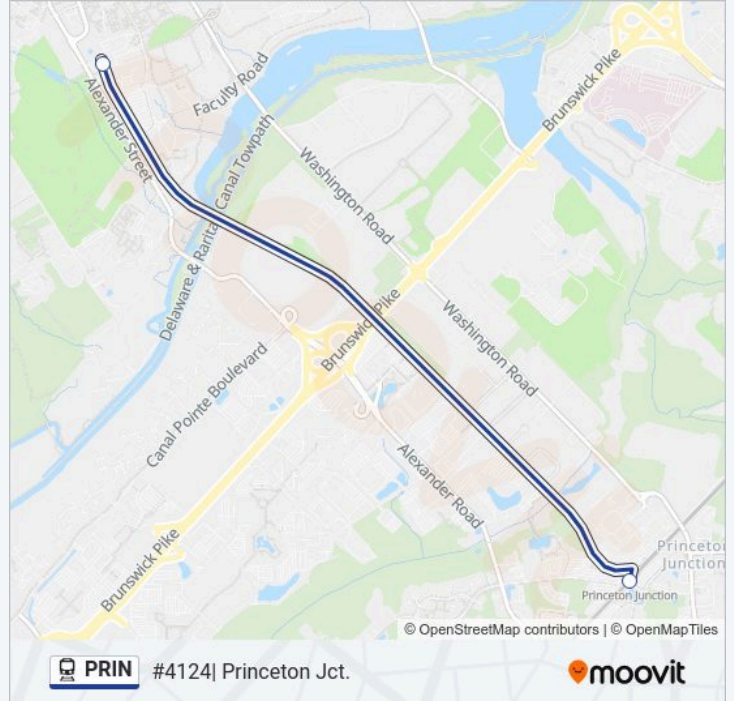 Brunswick Pike
Faculty Road
Alexander Street
Washington Road
Delaware & Raritan Canal Towpath
Brunswick Pike
Washington Road
Canal Pointe Boulevard
Alexander Road
Brunswick Pike
Princeton
Junction
Princeton Junction
© OpenStreetMap contributors | © OpenMapTiles
PRIN #4124| Princeton Jct.
moovit